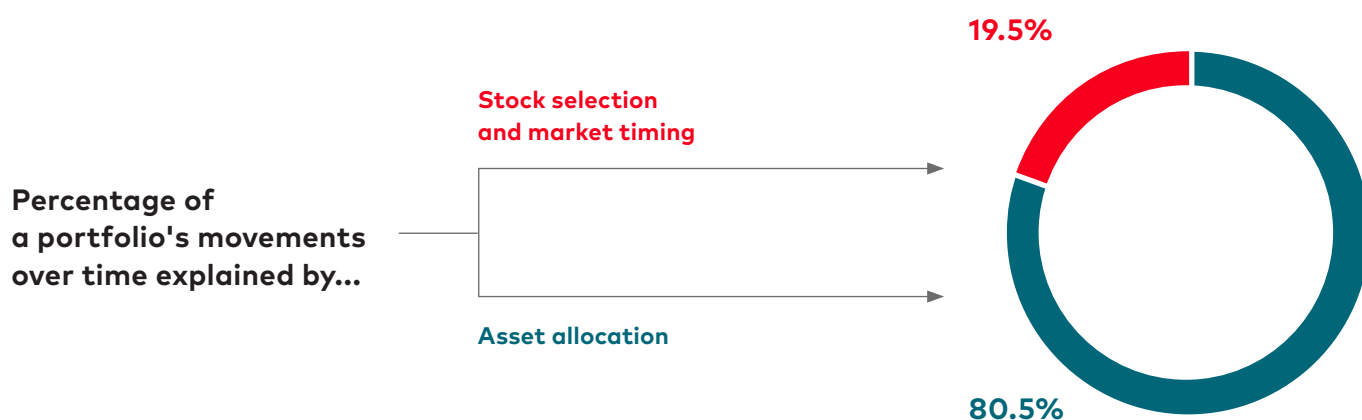 19.5%
Stock selection
and market timing
Percentage of
a portfolio's movements
over time explained by...
Asset allocation
80.5%